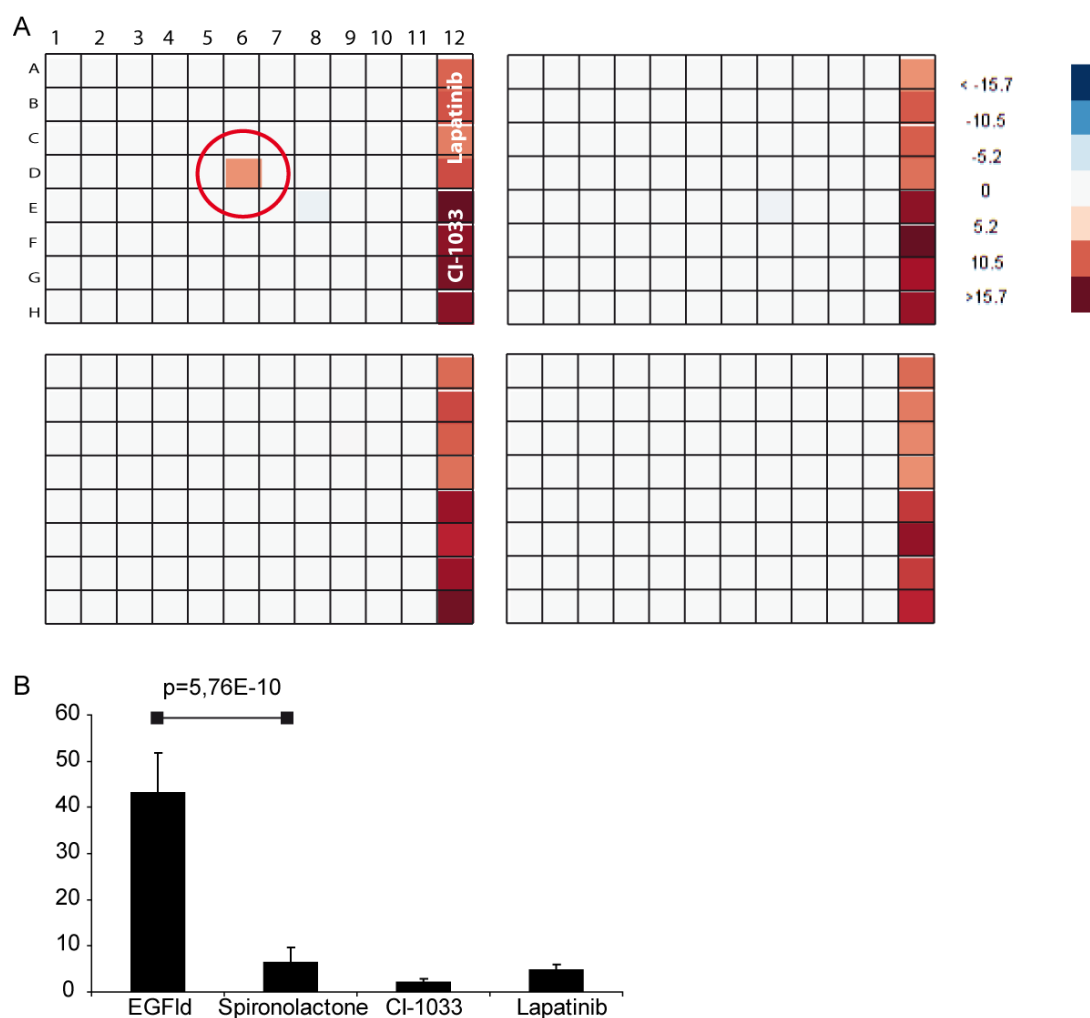 A
1 2 3 4 5 6 7 8 9 10 11 12
A
B
C
D
E
F
G
H
Lapatinib
CI-1033
< -15.7
-10.5
-5.2
0
5.2
10.5
>15.7
B
p=5,76E-10
60
50
40
30
20
10
0
EGFld Spironolactone CI-1033 Lapatinib